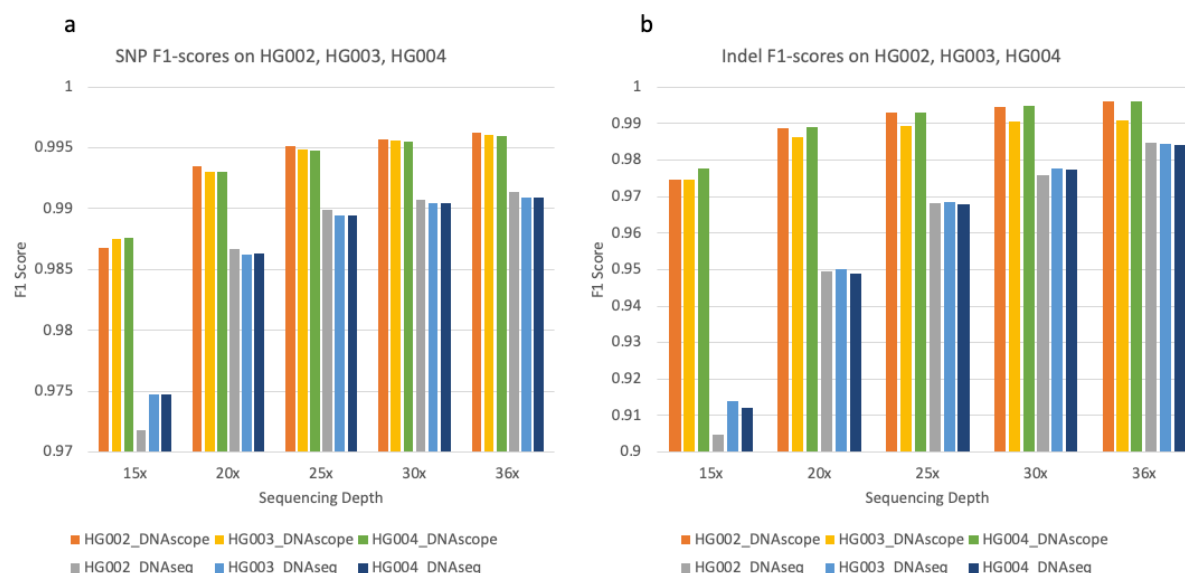 a
SNP F1-scores on HG002, HG003, HG004
1
0.995
0.99
0.985
0.98
0.975
0.97
F1 Score
15x 20x 25x 30x 36x
Sequencing Depth
HG002_DNAscope HG003_DNAscope HG004_DNAscope
HG002_DNAseq HG003_DNAseq HG004_DNAseq
b
Indel F1-scores on HG002, HG003, HG004
1
0.99
0.98
0.97
0.96
0.95
0.94
0.93
0.92
0.91
0.9
F1 Score
15x 20x 25x 30x 36x
Sequencing Depth
HG002_DNAscope HG003_DNAscope HG004_DNAscope
HG002_DNAseq HG003_DNAseq HG004_DNAseq